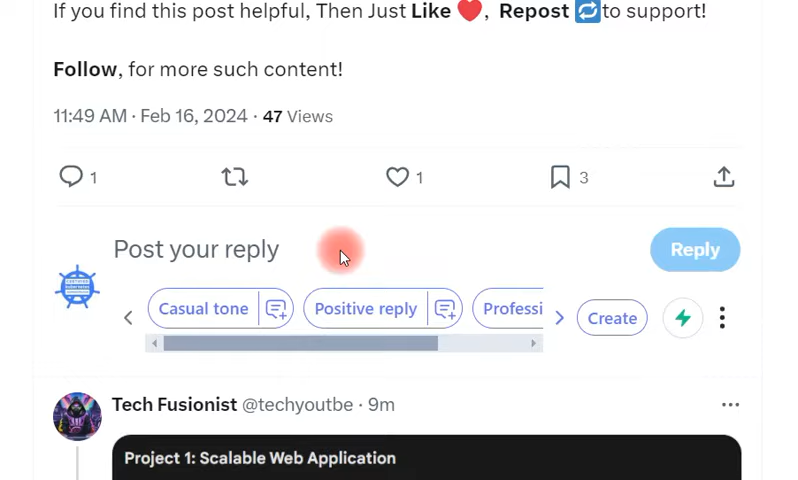 If you find this post helpful, Then Just Like ❤️, Repost 🔁to support!
Follow, for more such content!
11:49 AM · Feb 16, 2024 · 47 Views
1 1 3
Post your reply
Reply
Casual tone Positive reply Professi Create
Tech Fusionist @techyoutbe · 9m
Project 1: Scalable Web Application